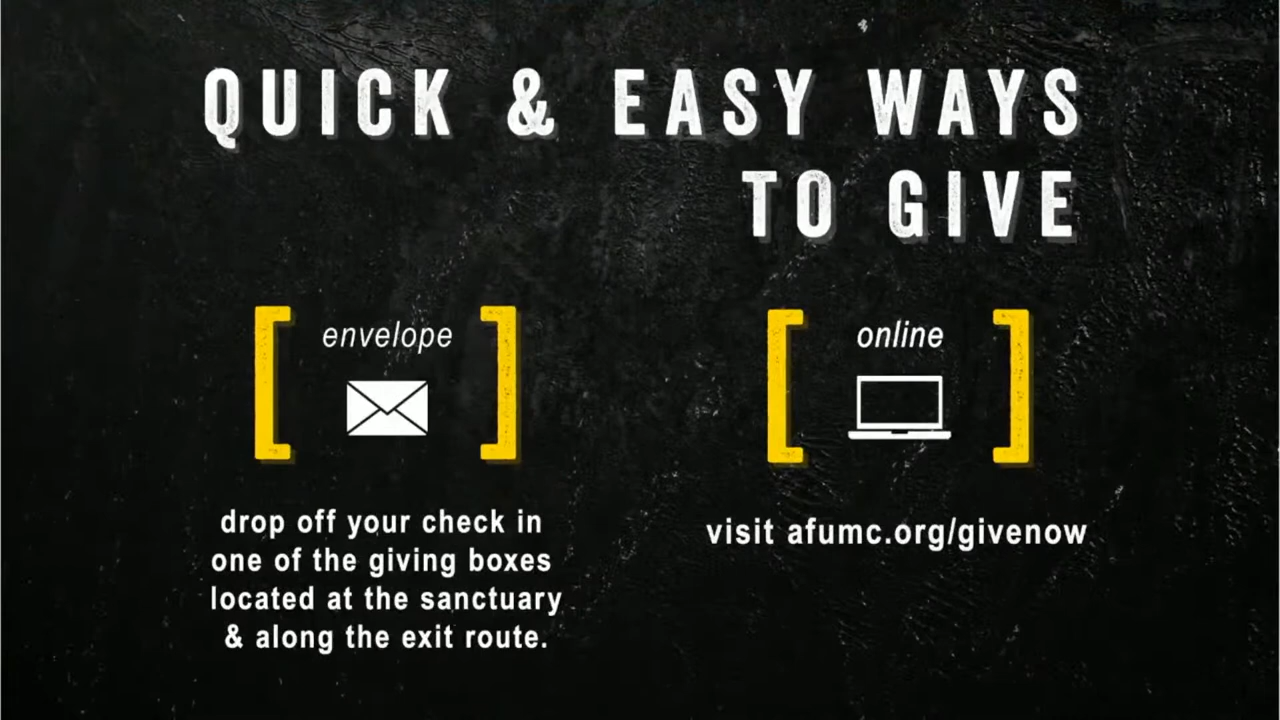 QUICK & EASY WAYS
TO GIVE
envelope
drop off your check in
one of the giving boxes
located at the sanctuary
& along the exit route.
online
visit afumc.org/givenow